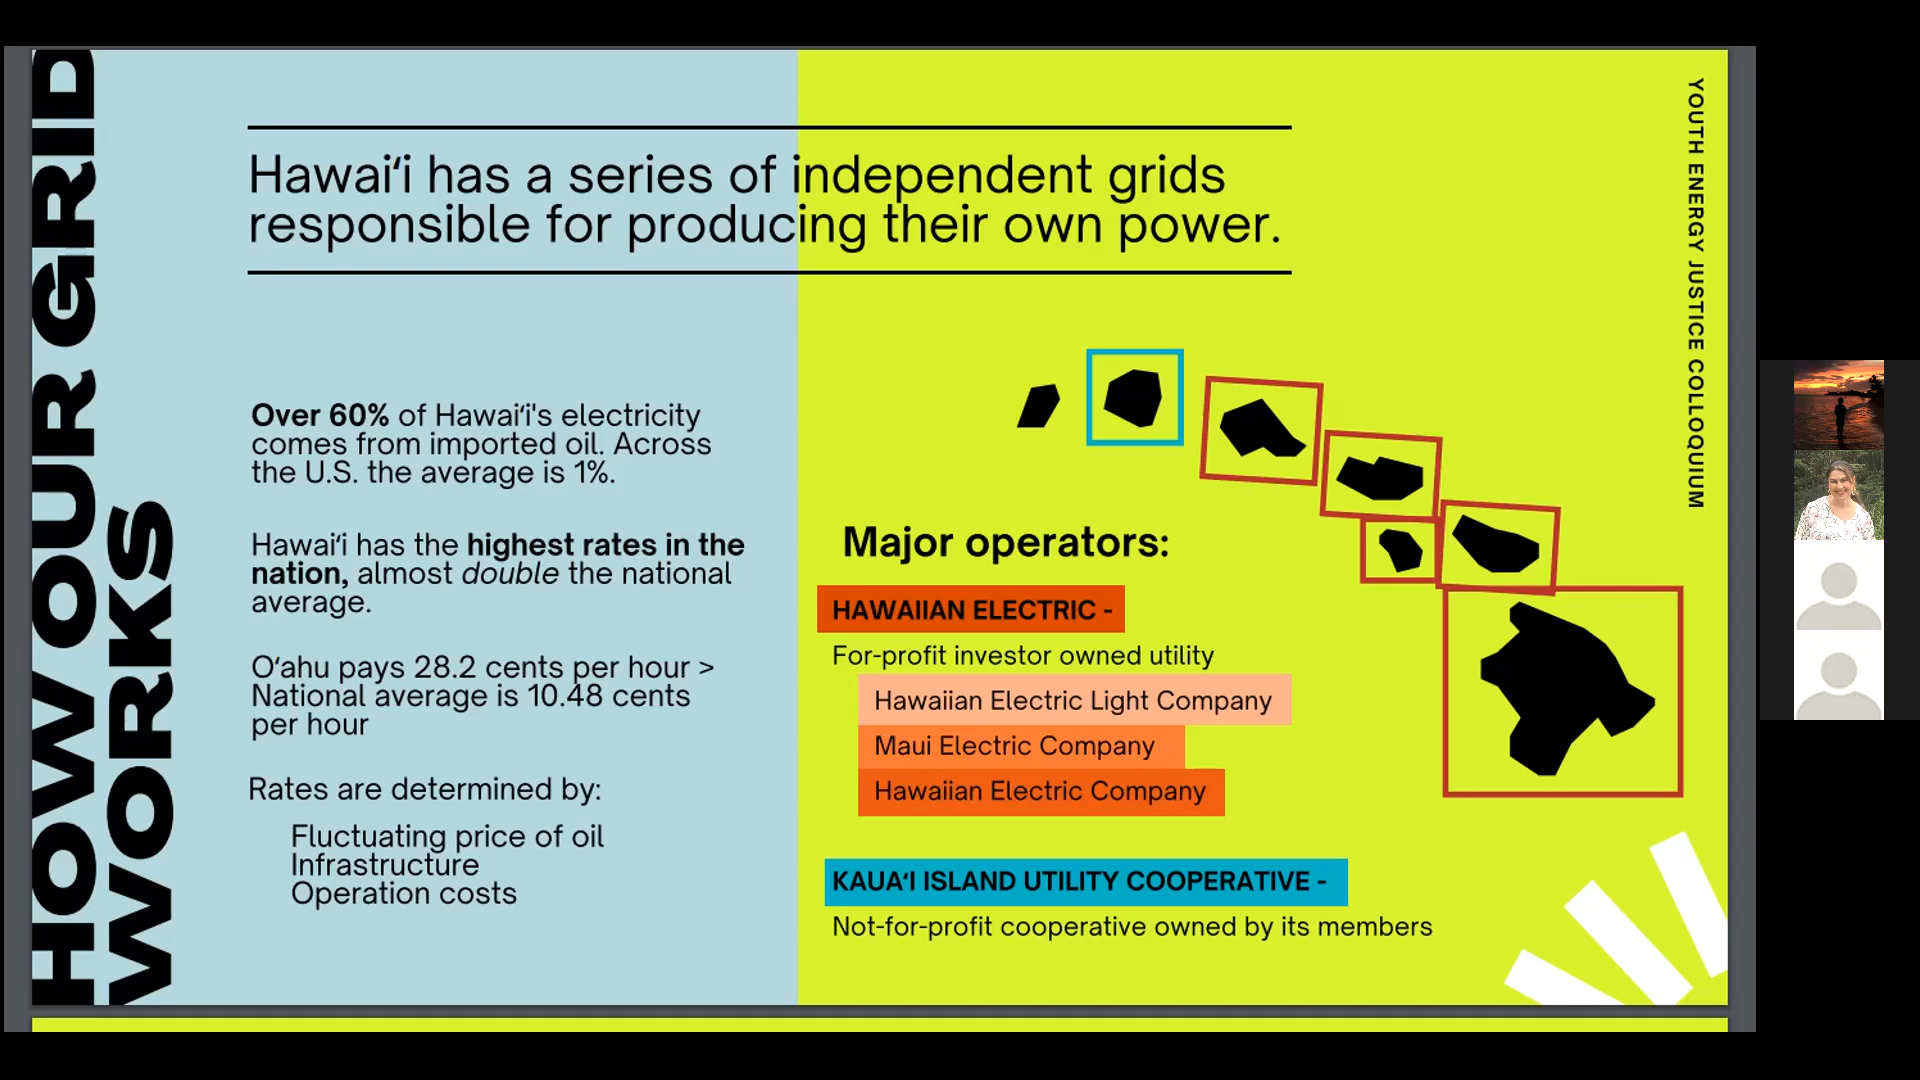 HOW OUR GRID
WORKS
Hawaiʻi has a series of independent grids
responsible for producing their own power.
Over 60% of Hawaiʻi's electricity
comes from imported oil. Across
the U.S. the average is 1%.
Hawaiʻi has the highest rates in the
nation, almost double the national
average.
Oʻahu pays 28.2 cents per hour >
National average is 10.48 cents
per hour
Rates are determined by:
Fluctuating price of oil
Infrastructure
Operation costs
Major operators:
HAWAIIAN ELECTRIC -
For-profit investor owned utility
Hawaiian Electric Light Company
Maui Electric Company
Hawaiian Electric Company
KAUAʻI ISLAND UTILITY COOPERATIVE -
Not-for-profit cooperative owned by its members
YOUTH ENERGY JUSTICE COLLOQUIUM